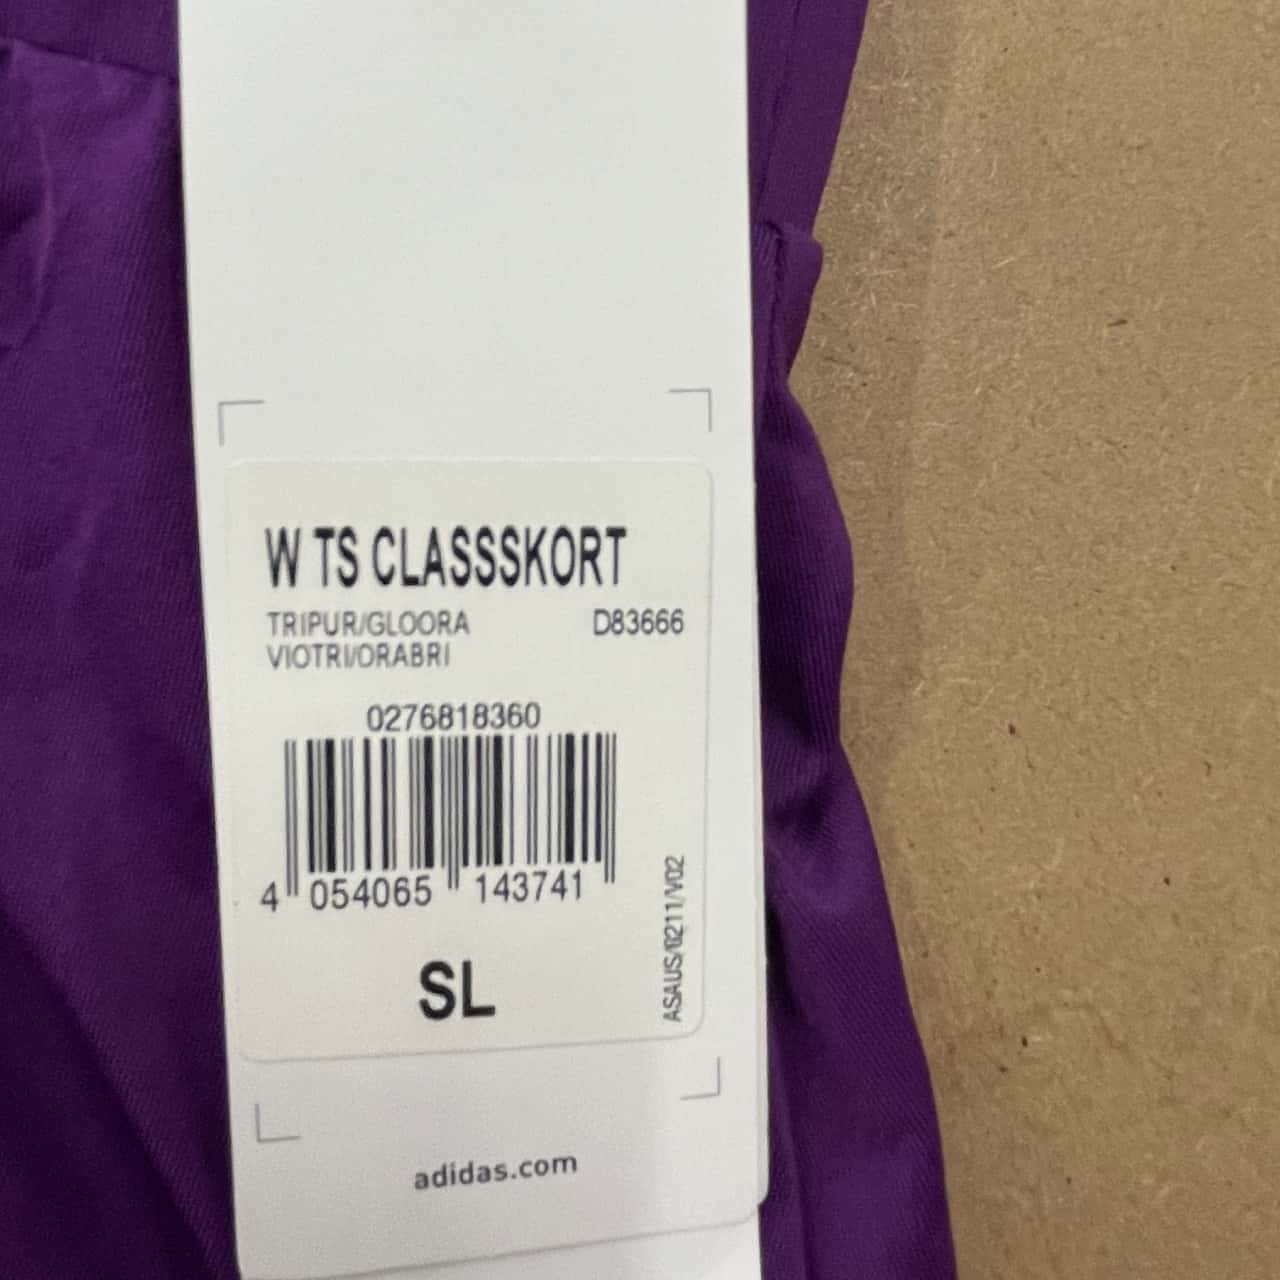 W TS CLASSSKORT
TRIPUR/GLOORA D83666
VIOTRI/ORABRI
0276818360
4 054065 143741
SL
ASAUS/0211/V02
adidas.com